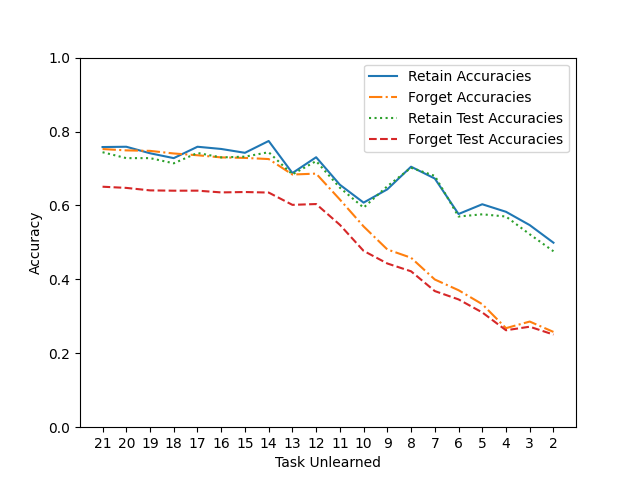 1.0
0.8
0.6
0.4
0.2
0.0
Accuracy
Retain Accuracies
Forget Accuracies
Retain Test Accuracies
Forget Test Accuracies
21 20 19 18 17 16 15 14 13 12 11 10 9 8 7 6 5 4 3 2
Task Unlearned